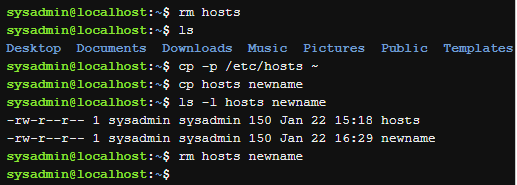 sysadmin@localhost:~$ rm hosts
sysadmin@localhost:~$ ls
Desktop  Documents  Downloads  Music  Pictures  Public  Templates
sysadmin@localhost:~$ cp -p /etc/hosts ~
sysadmin@localhost:~$ cp hosts newname
sysadmin@localhost:~$ ls -l hosts newname
-rw-r--r-- 1 sysadmin sysadmin 150 Jan 22 15:18 hosts
-rw-r--r-- 1 sysadmin sysadmin 150 Jan 22 16:29 newname
sysadmin@localhost:~$ rm hosts newname
sysadmin@localhost:~$